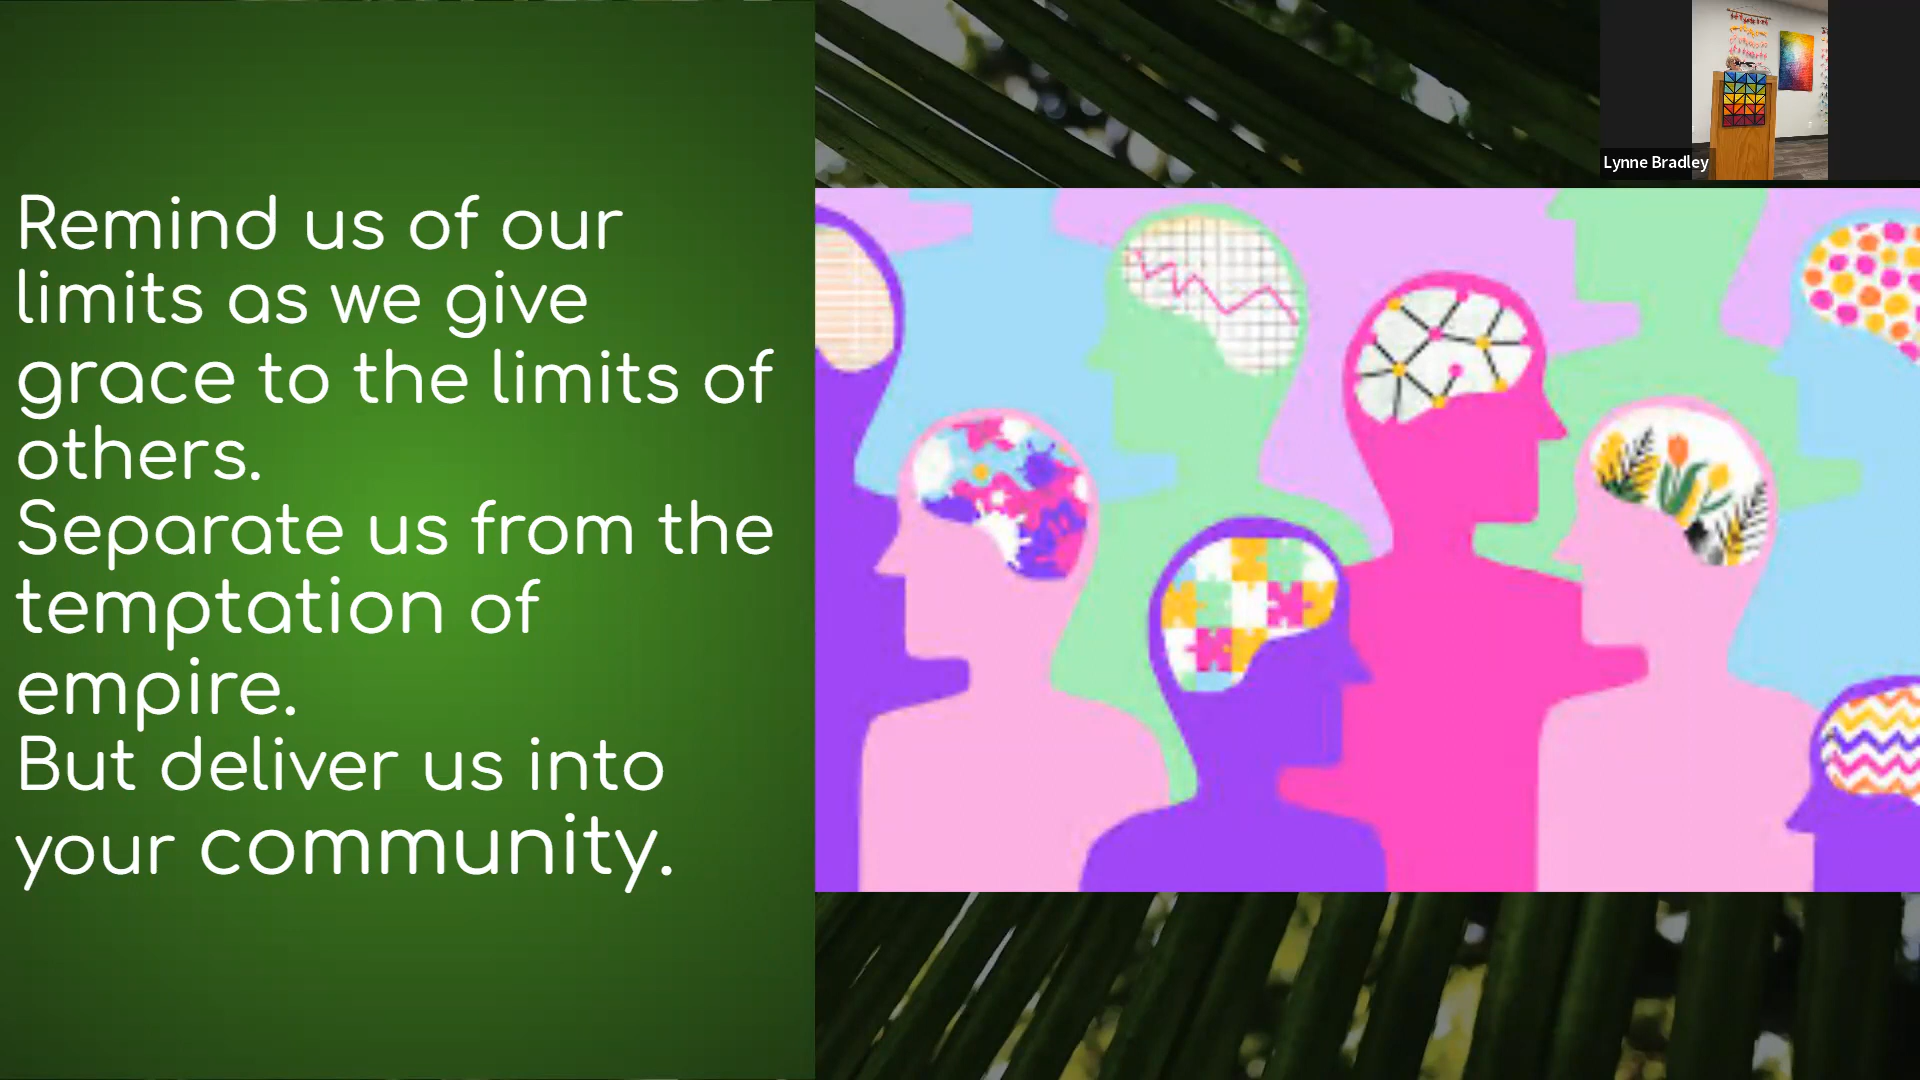 Remind us of our
limits as we give
grace to the limits of
others.
Separate us from the
temptation of
empire.
But deliver us into
your community.
Lynne Bradley